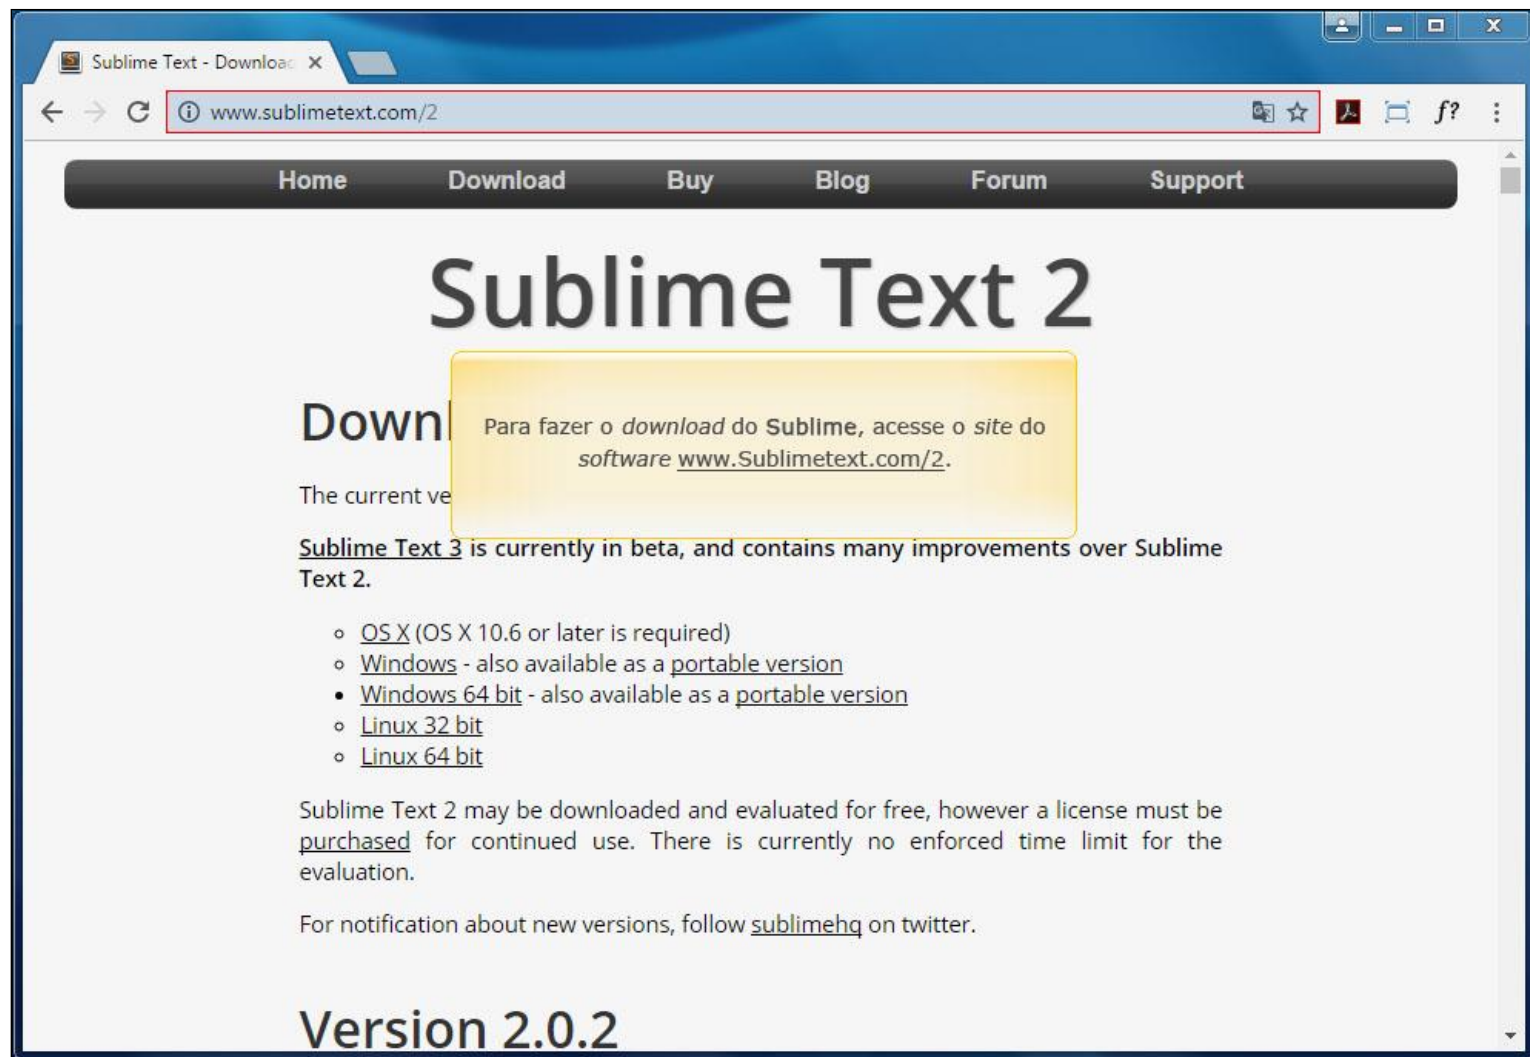 Sublime Text - Downloa
www.sublimetext.com/2
f?
Home Download Buy Blog Forum Support
Sublime Text 2
Para fazer o download do Sublime, acesse o site do
software www.Sublimetext.com/2.
The current
Sublime Text 3 is currently in beta, and contains many improvements over Sublime
Text 2.
OS X (OS X 10.6 or later is required)
Windows - also available as a portable version
Windows 64 bit - also available as a portable version
Linux 32 bit
Linux 64 bit
Sublime Text 2 may be downloaded and evaluated for free, however a license must be
purchased for continued use. There is currently no enforced time limit for the
evaluation.
For notification about new versions, follow sublimehq on twitter.
Version 2.0.2